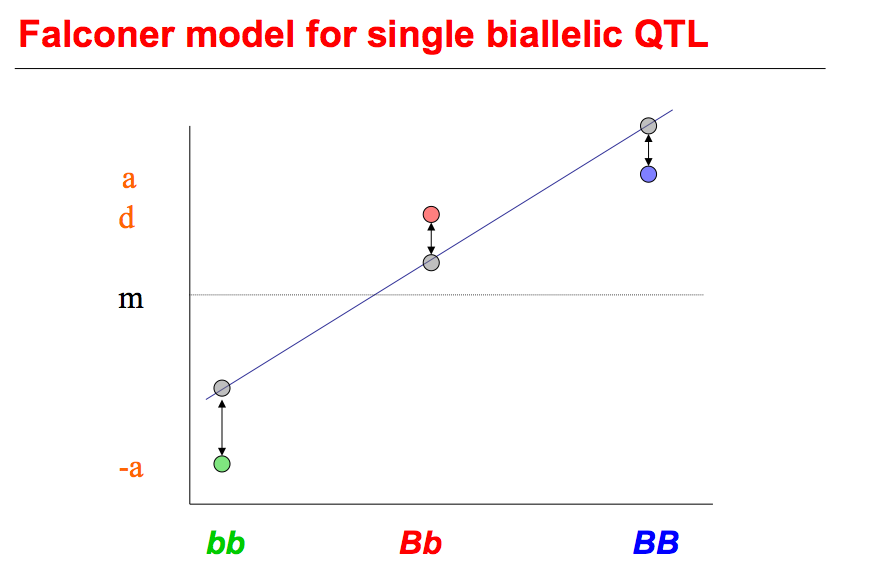 Falconer model for single biallelic QTL
a
d
m
-a
bb Bb BB